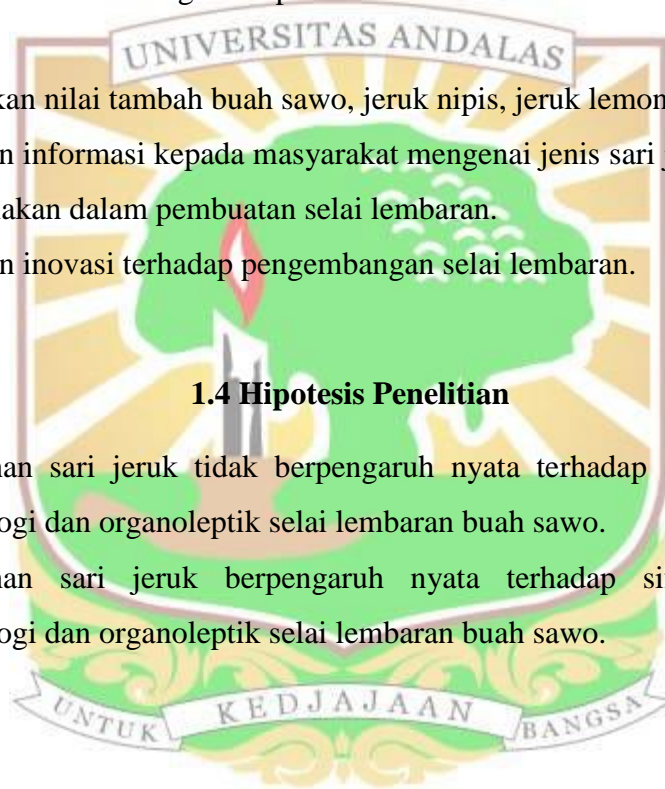 UNIVERSITAS ANDALAS
kan nilai tambah buah sawo, jeruk nipis, jeruk lemon
n informasi kepada masyarakat mengenai jenis sari j
nakan dalam pembuatan selai lembaran.
n inovasi terhadap pengembangan selai lembaran.
1.4 Hipotesis Penelitian
nan sari jeruk tidak berpengaruh nyata terhadap
ogi dan organoleptik selai lembaran buah sawo.
nan sari jeruk berpengaruh nyata terhadap si
ogi dan organoleptik selai lembaran buah sawo.
UNTUK KEDJAJAAN BANGSA